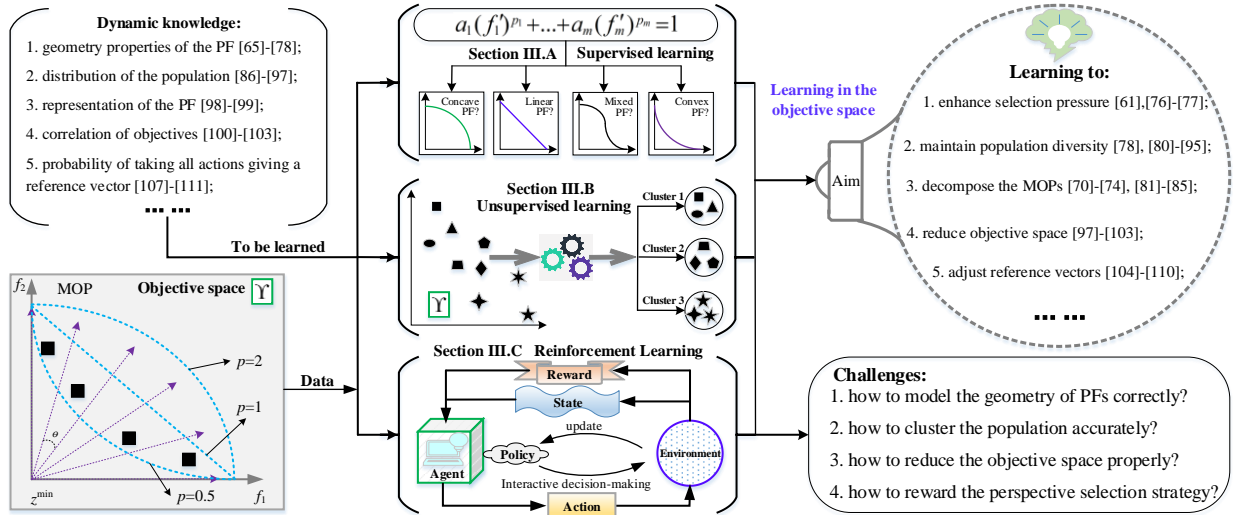 Dynamic knowledge:
1. geometry properties of the PF [65]-[78];
2. distribution of the population [86]-[97];
3. representation of the PF [98]-[99];
4. correlation of objectives [100]-[103];
5. probability of taking all actions giving a
reference vector [107]-[111];
... ...
To be learned
Objective space ϒ
f₂
MOP
p=2
p=1
p=0.5
θ
z^min
f₁
Data
a₁(f₁′)^p₁+...+aₘ(fₘ′)^pₘ=1
Section III.A Supervised learning
Concave
PF?
Linear
PF?
Mixed
PF?
Convex
PF?
Section III.B
Unsupervised learning
Cluster 1
Cluster 2
Cluster 3
ϒ
Section III.C Reinforcement Learning
Reward
State
update
Policy
Agent
Environment
Interactive decision-making
Action
Learning in the
objective space
Aim
Learning to:
1. enhance selection pressure [61],[76]-[77];
2. maintain population diversity [78], [80]-[95];
3. decompose the MOPs [70]-[74], [81]-[85];
4. reduce objective space [97]-[103];
5. adjust reference vectors [104]-[110];
... ...
Challenges:
1. how to model the geometry of PFs correctly?
2. how to cluster the population accurately?
3. how to reduce the objective space properly?
4. how to reward the perspective selection strategy?